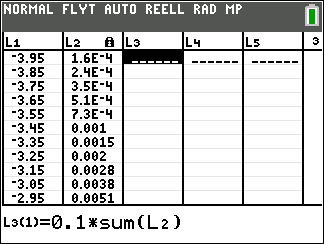 NORMAL FLYT AUTO REELL RAD MP
L1 L2 L3 L4 L5 3
-3.95 1.6E-4 ------ ------ ------
-3.85 2.4E-4
-3.75 3.5E-4
-3.65 5.1E-4
-3.55 7.3E-4
-3.45 0.001
-3.35 0.0015
-3.25 0.002
-3.15 0.0028
-3.05 0.0038
-2.95 0.0051
L3(1)=0.1*sum(L2)